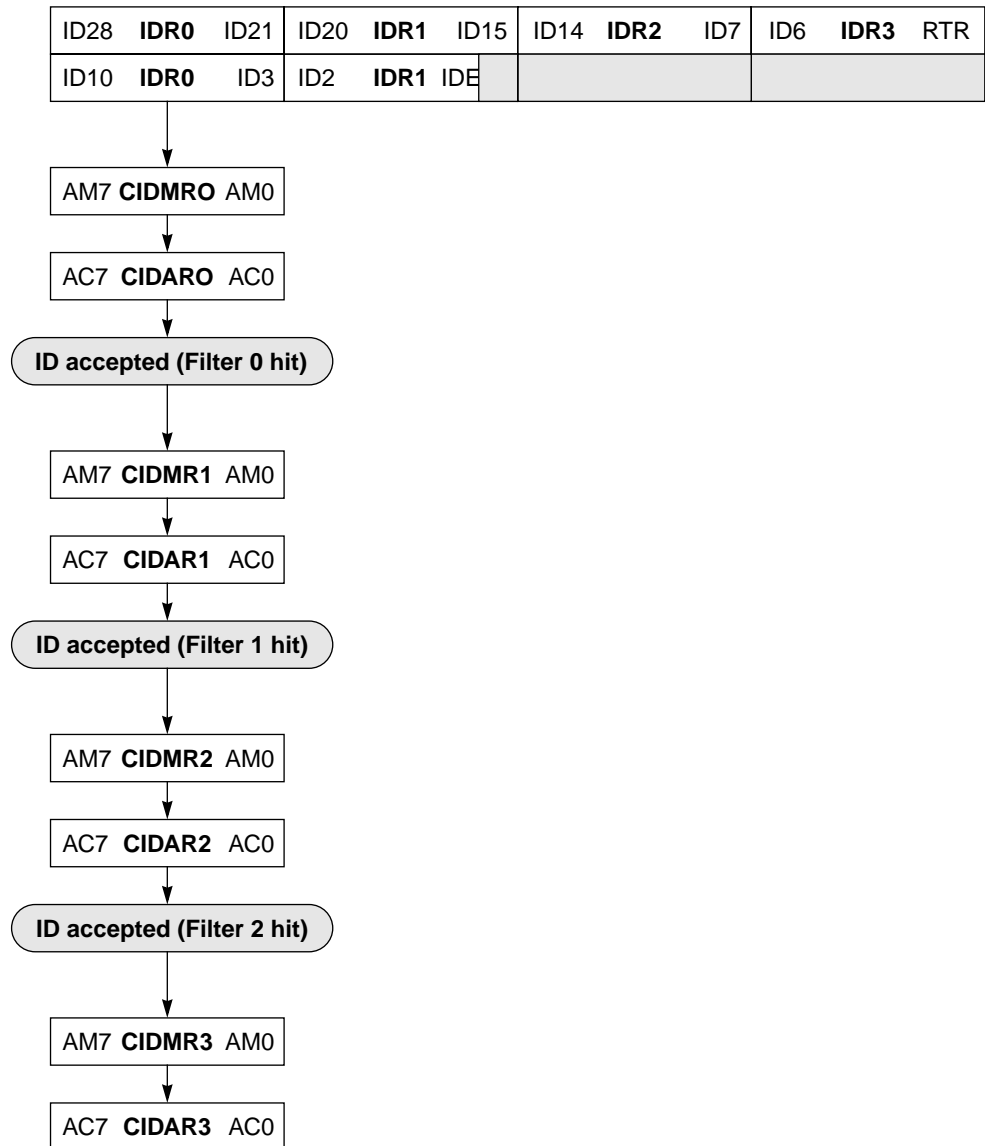 ID28 IDR0 ID21 ID20 IDR1 ID15 ID14 IDR2 ID7 ID6 IDR3 RTR
ID10 IDR0 ID3 ID2 IDR1 IDE
AM7 CIDMRO AM0
AC7 CIDARO AC0
ID accepted (Filter 0 hit)
AM7 CIDMR1 AM0
AC7 CIDAR1 AC0
ID accepted (Filter 1 hit)
AM7 CIDMR2 AM0
AC7 CIDAR2 AC0
ID accepted (Filter 2 hit)
AM7 CIDMR3 AM0
AC7 CIDAR3 AC0